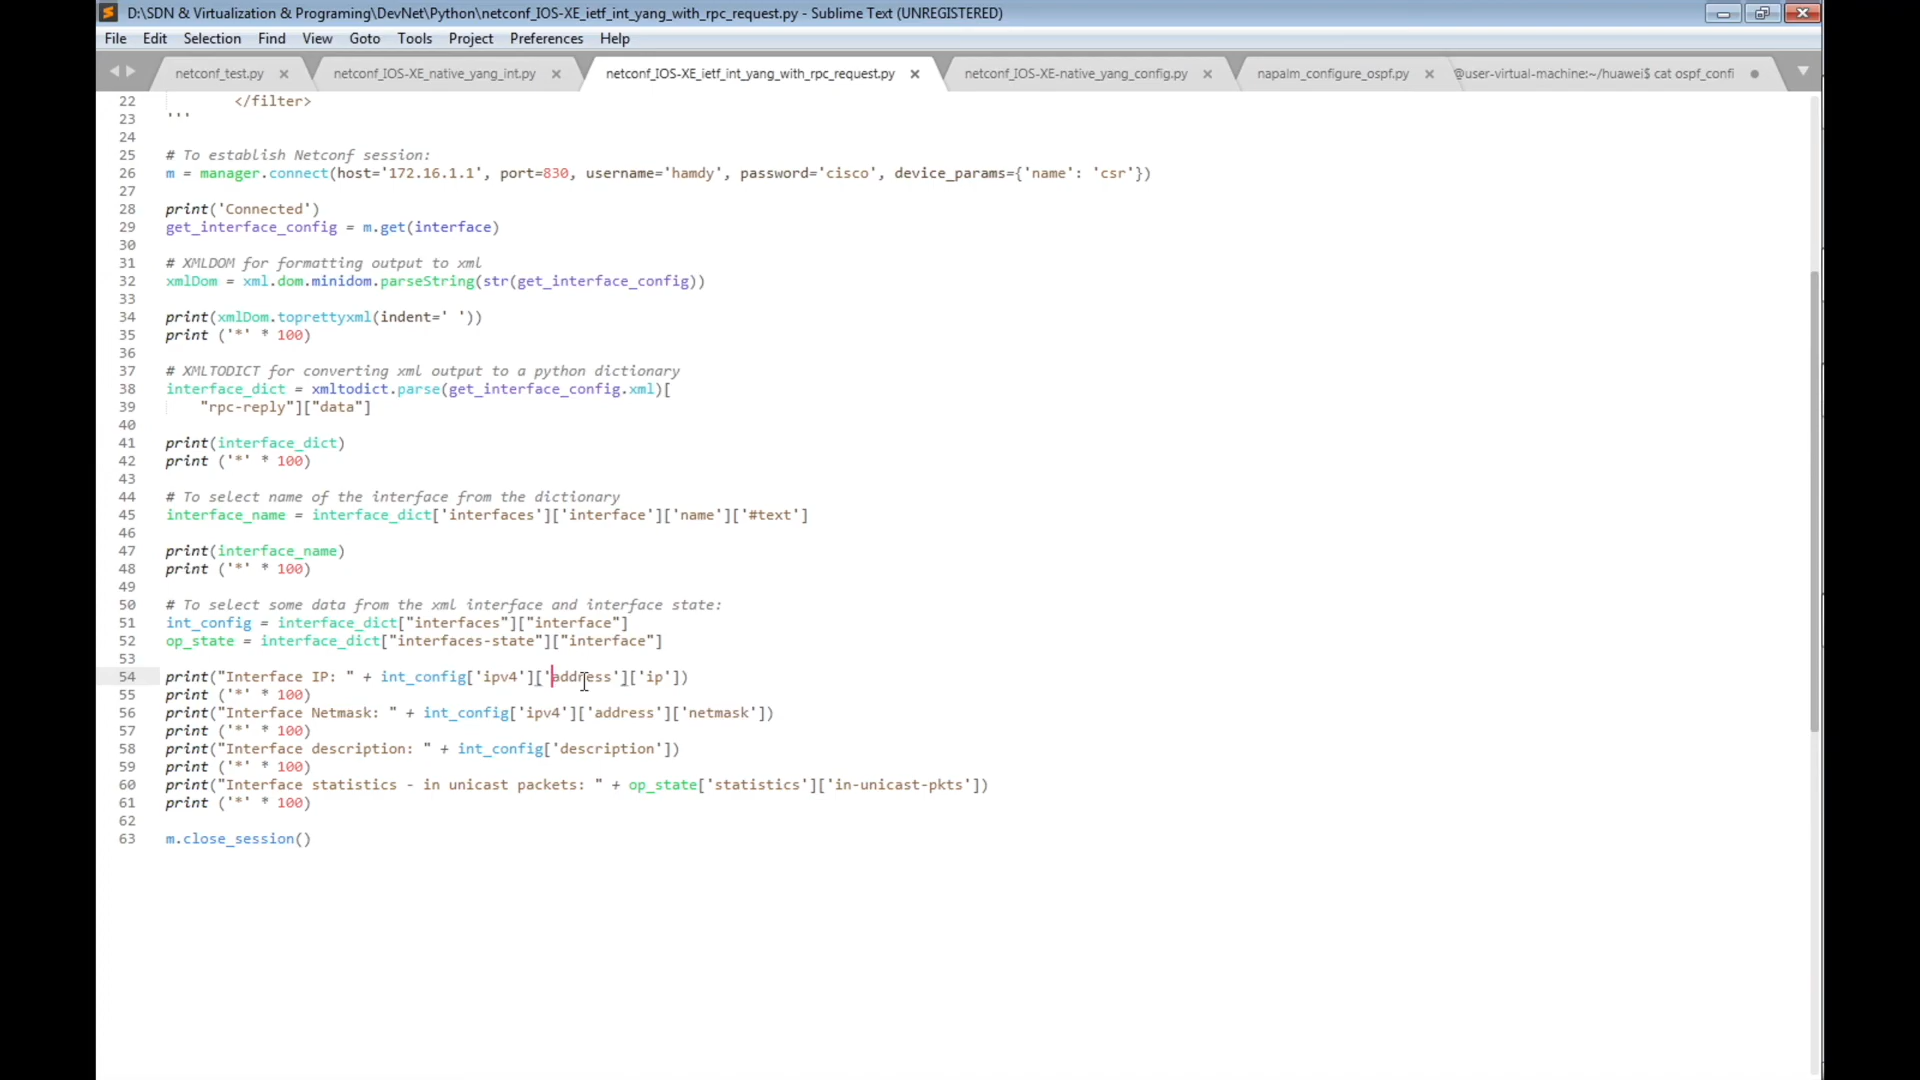 D:\SDN & Virtualization & Programing\DevNet\Python\netconf_IOS-XE_ietf_int_yang_with_rpc_request.py - Sublime Text (UNREGISTERED)
File Edit Selection Find View Goto Tools Project Preferences Help
netconf_test.py netconf_IOS-XE_native_yang_int.py netconf_IOS-XE_ietf_int_yang_with_rpc_request.py netconf_IOS-XE-native_yang_config.py napalm_configure_ospf.py @user-virtual-machine:~/huawei$ cat ospf_confi
22 </filter>
23 '''
24
25 # To establish Netconf session:
26 m = manager.connect(host='172.16.1.1', port=830, username='hamdy', password='cisco', device_params={'name': 'csr'})
27
28 print('Connected')
29 get_interface_config = m.get(interface)
30
31 # XMLDOM for formatting output to xml
32 xmlDom = xml.dom.minidom.parseString(str(get_interface_config))
33
34 print(xmlDom.toprettyxml(indent=' '))
35 print ('*' * 100)
36
37 # XMLTODICT for converting xml output to a python dictionary
38 interface_dict = xmltodict.parse(get_interface_config.xml)[
39 "rpc-reply"]["data"]
40
41 print(interface_dict)
42 print ('*' * 100)
43
44 # To select name of the interface from the dictionary
45 interface_name = interface_dict['interfaces']['interface']['name']['#text']
46
47 print(interface_name)
48 print ('*' * 100)
49
50 # To select some data from the xml interface and interface state:
51 int_config = interface_dict["interfaces"]["interface"]
52 op_state = interface_dict["interfaces-state"]["interface"]
53
54 print("Interface IP: " + int_config['ipv4']['address']['ip'])
55 print ('*' * 100)
56 print("Interface Netmask: " + int_config['ipv4']['address']['netmask'])
57 print ('*' * 100)
58 print("Interface description: " + int_config['description'])
59 print ('*' * 100)
60 print("Interface statistics - in unicast packets: " + op_state['statistics']['in-unicast-pkts'])
61 print ('*' * 100)
62
63 m.close_session()